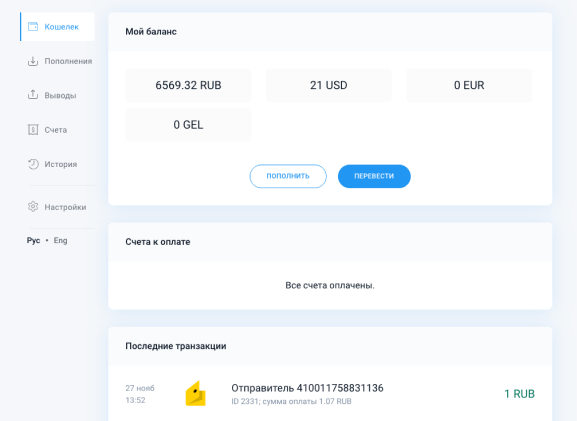 Кошелек
Пополнения
Выводы
Счета
История
Настройки
Рус • Eng
Мой баланс
6569.32 RUB
21 USD
0 EUR
0 GEL
ПОПОЛНИТЬ
ПЕРЕВЕСТИ
Счета к оплате
Все счета оплачены.
Последние транзакции
27 нояб
13:52
Отправитель 410011758831136
ID 2331; сумма оплаты 1.07 RUB
1 RUB